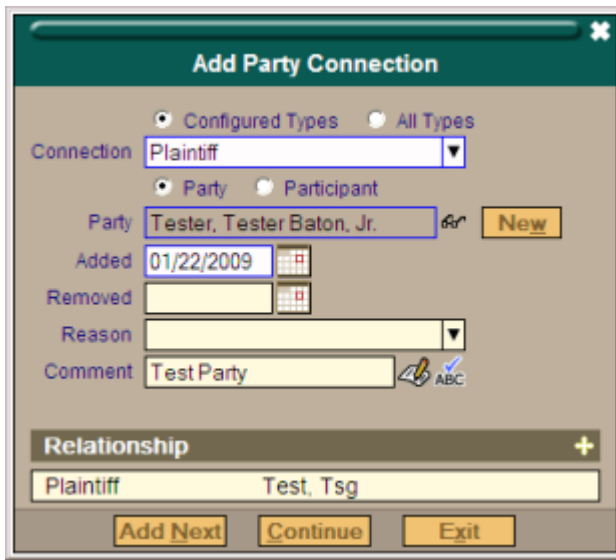 Add Party Connection
Configured Types All Types
Connection Plaintiff
Party Participant
Party Tester, Tester Baton, Jr. New
Added 01/22/2009
Removed
Reason
Comment Test Party ABC
Relationship
Plaintiff Test, Tsg
Add Next Continue Exit